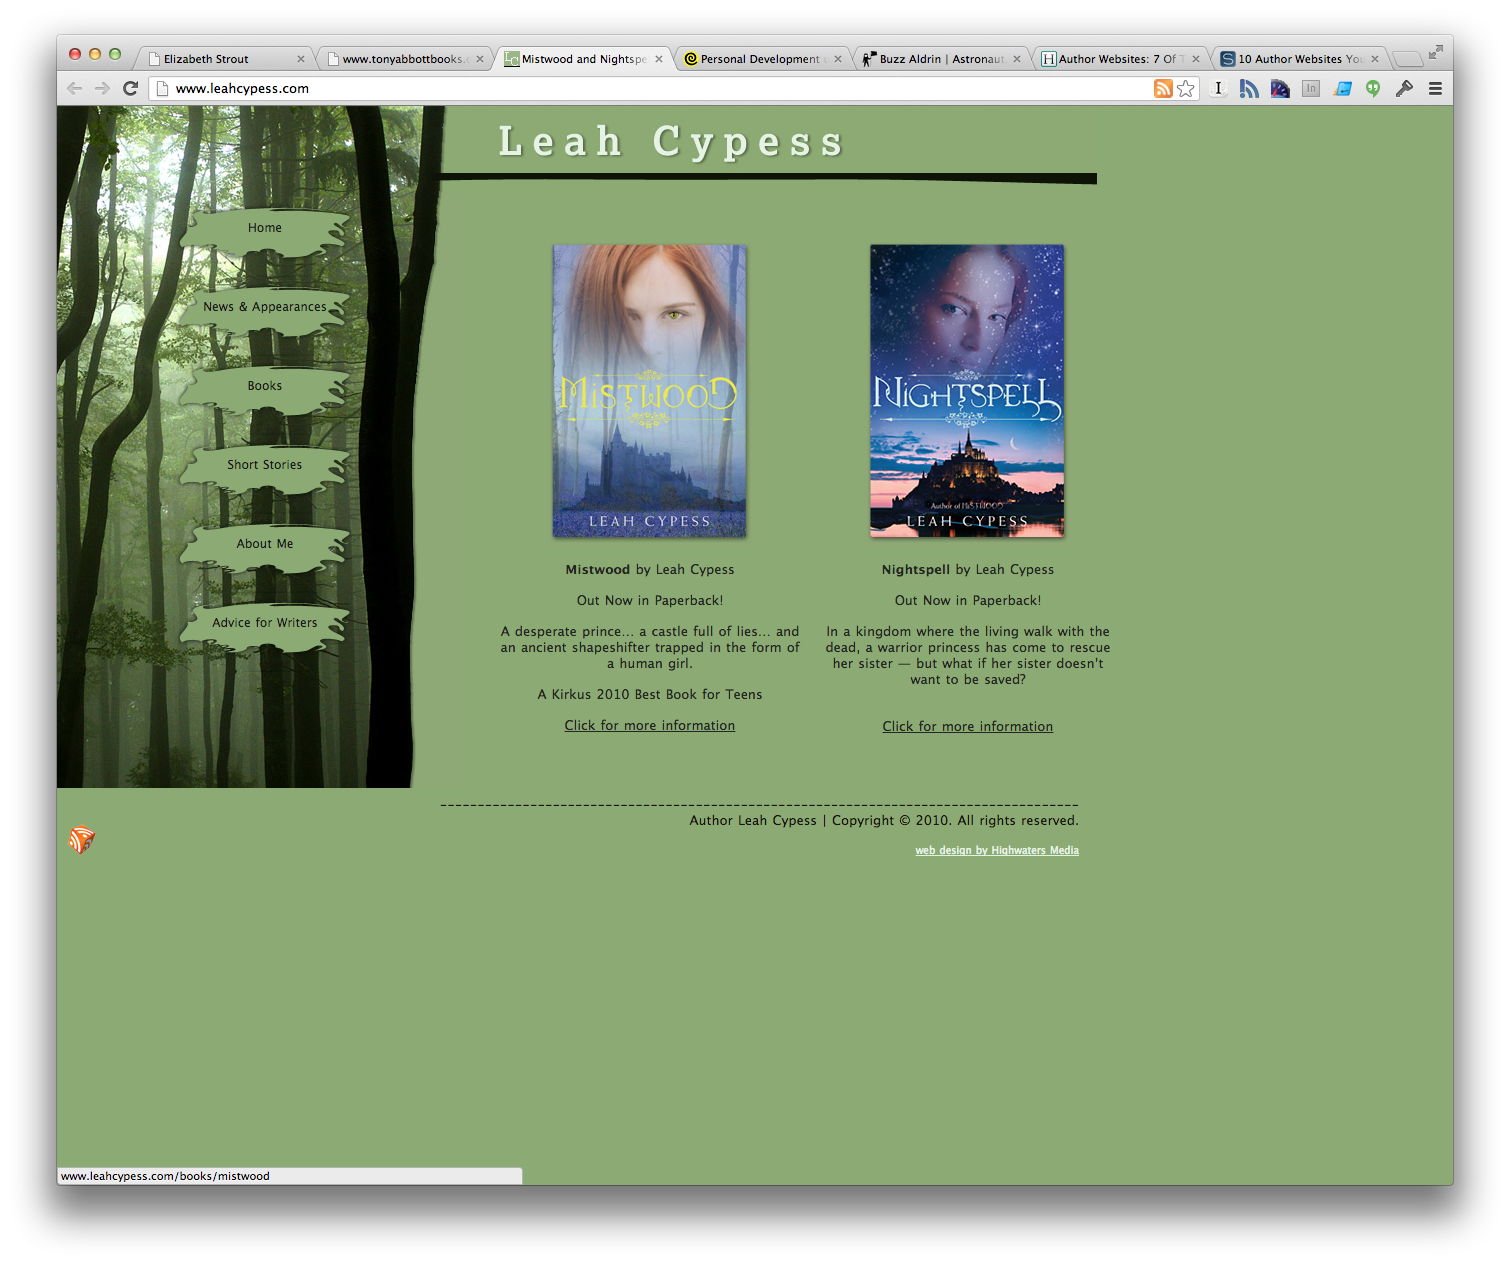 Elizabeth Strout
www.tonyabbottbooks.c
Mistwood and Nightspe
Personal Development
Buzz Aldrin | Astronaut
Author Websites: 7 Of T
10 Author Websites You
www.leahcypess.com
Leah Cypess
Home
News & Appearances
Books
Short Stories
About Me
Advice for Writers
MISTWOOD
LEAH CYPESS
NIGHTSPELL
Author of MISTWOOD
LEAH CYPESS
Mistwood by Leah Cypess
Out Now in Paperback!
A desperate prince... a castle full of lies... and
an ancient shapeshifter trapped in the form of
a human girl.
A Kirkus 2010 Best Book for Teens
Click for more information
Nightspell by Leah Cypess
Out Now in Paperback!
In a kingdom where the living walk with the
dead, a warrior princess has come to rescue
her sister — but what if her sister doesn't
want to be saved?
Click for more information
Author Leah Cypess | Copyright © 2010. All rights reserved.
web design by Highwaters Media
www.leahcypess.com/books/mistwood